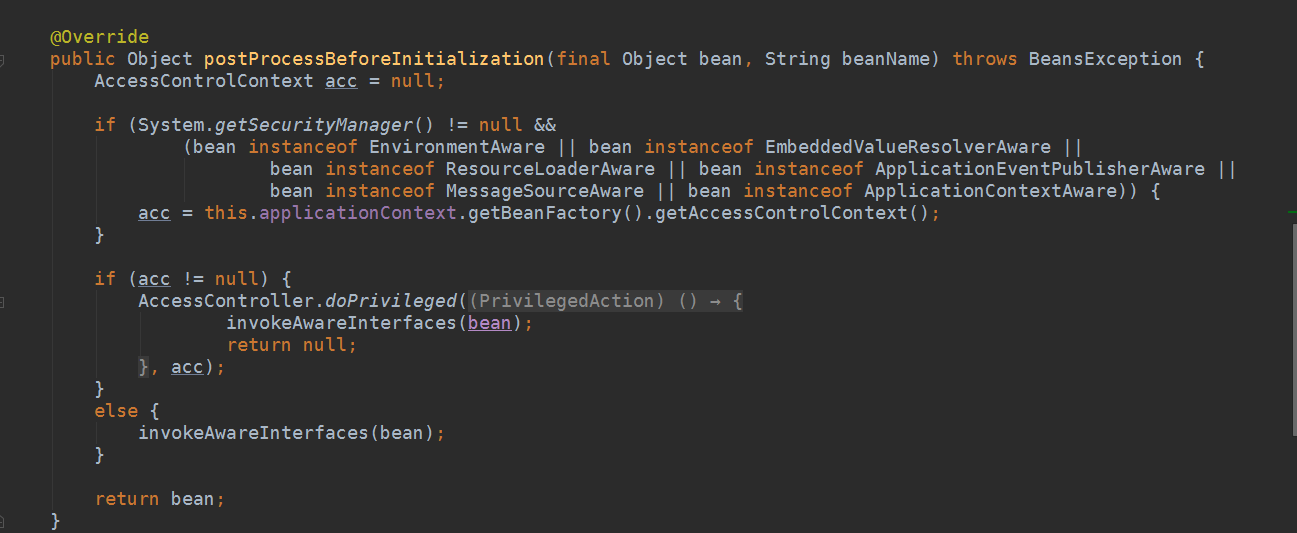 @Override
public Object postProcessBeforeInitialization(final Object bean, String beanName) throws BeansException {
    AccessControlContext acc = null;

    if (System.getSecurityManager() != null &&
            (bean instanceof EnvironmentAware || bean instanceof EmbeddedValueResolverAware ||
                    bean instanceof ResourceLoaderAware || bean instanceof ApplicationEventPublisherAware ||
                    bean instanceof MessageSourceAware || bean instanceof ApplicationContextAware)) {
        acc = this.applicationContext.getBeanFactory().getAccessControlContext();
    }

    if (acc != null) {
        AccessController.doPrivileged((PrivilegedAction) () → {
                invokeAwareInterfaces(bean);
                return null;
        }, acc);
    }
    else {
        invokeAwareInterfaces(bean);
    }

    return bean;
}